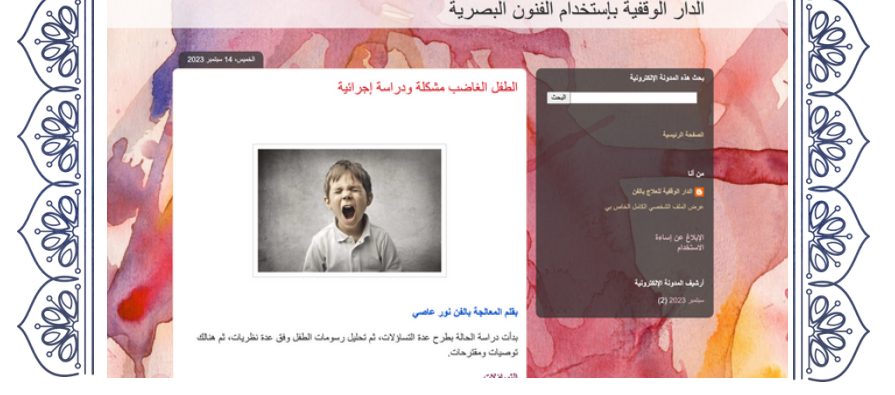 الدار الوقفية بإستخدام الفنون البصرية
الخميس، 14 سبتمبر 2023
الطفل الغاضب مشكلة ودراسة إجرائية
بقلم المعالجة بالفن نور عاصي
بدأت دراسة الحالة بطرح عدة التساؤلات، ثم تحليل رسومات الطفل وفق عدة نظريات، ثم هنالك
توصيات ومقترحات.
التساؤلات
بحث هذه المدونة الإلكترونية
البحث
الصفحة الرئيسية
من أنا
الدار الوقفية للعلاج بالفن
عرض الملف الشخصي الكامل الخاص بي
الإبلاغ عن إساءة
الاستخدام
أرشيف المدونة الإلكترونية
سبتمبر 2023 (2)